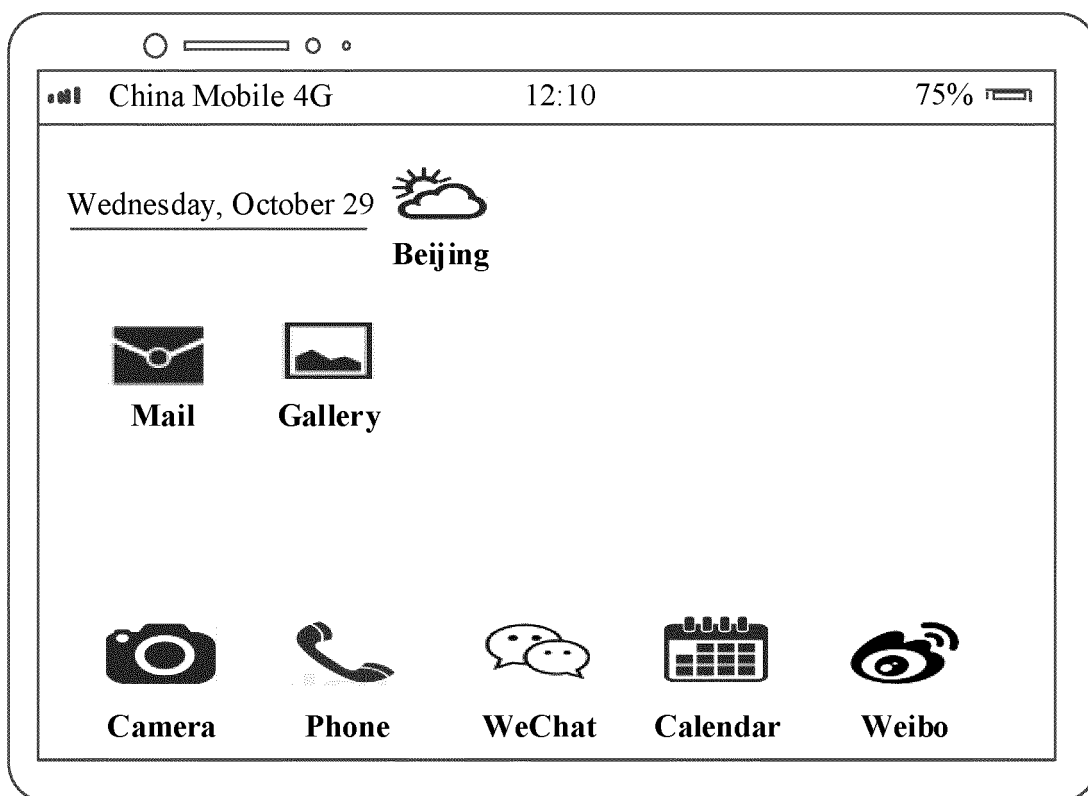 China Mobile 4G 12:10 75%
Wednesday, October 29
Beijing
Mail Gallery
Camera Phone WeChat Calendar Weibo